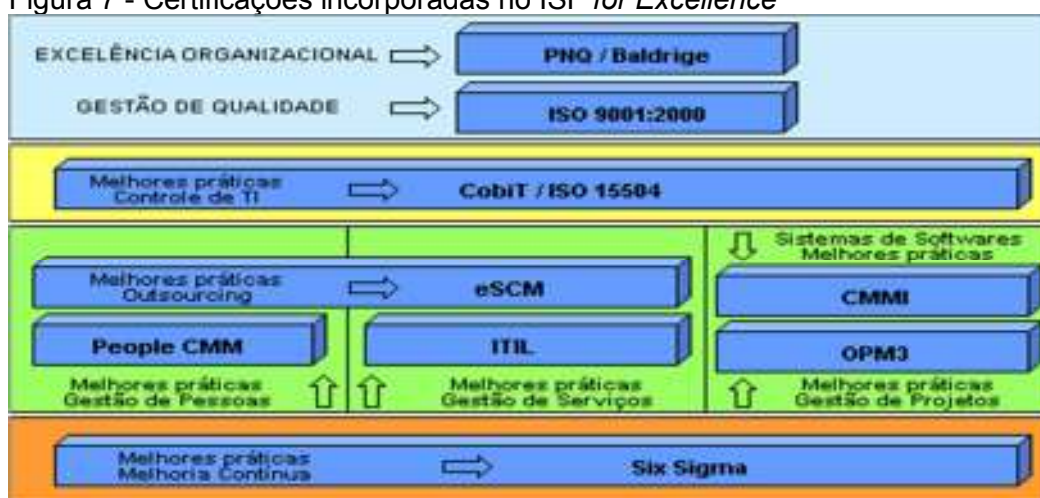 Figura 7 - Certificações incorporadas no ISP for Excellence
EXCELÊNCIA ORGANIZACIONAL
PNQ / Baldrige
GESTÃO DE QUALIDADE
ISO 9001:2000
Melhores práticas
Controle de TI
CobiT / ISO 15504
Sistemas de Softwares
Melhores práticas
Melhores práticas
Outsourcing
eSCM
CMMI
People CMM
ITIL
OPM3
Melhores práticas
Gestão de Pessoas
Melhores práticas
Gestão de Serviços
Melhores práticas
Gestão de Projetos
Melhores práticas
Melhoria Contínua
Six Sigma